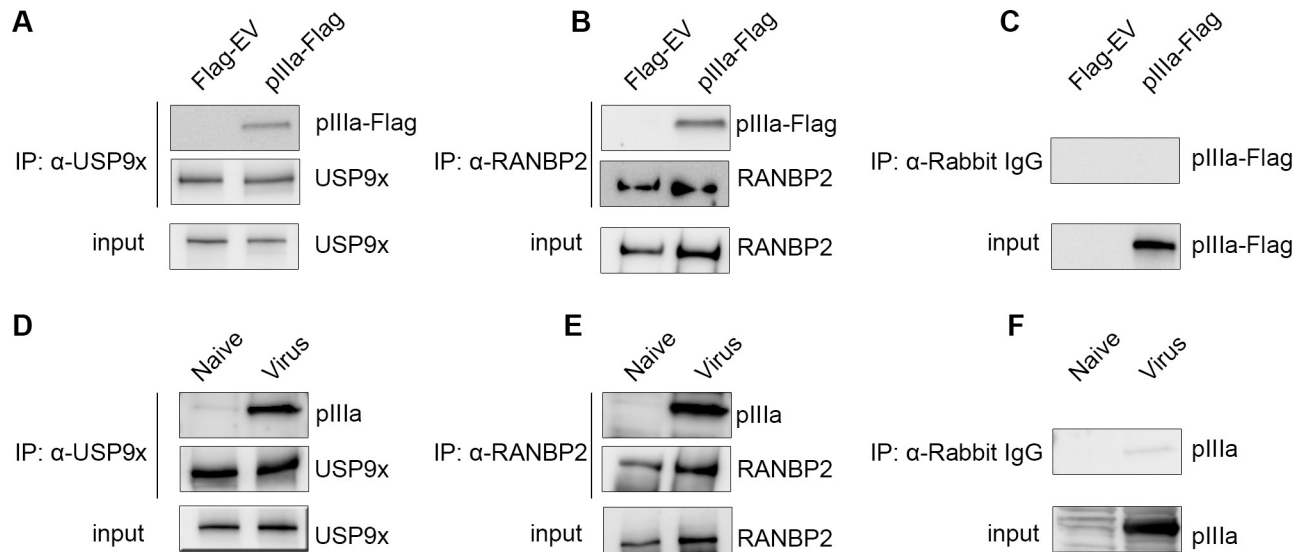 A
Flag-EV
pIIIa-Flag
IP: α-USP9x
pIIIa-Flag
USP9x
input
USP9x
B
Flag-EV
pIIIa-Flag
IP: α-RANBP2
pIIIa-Flag
RANBP2
input
RANBP2
C
Flag-EV
pIIIa-Flag
IP: α-Rabbit IgG
pIIIa-Flag
input
pIIIa-Flag
D
Naive
Virus
IP: α-USP9x
pIIIa
USP9x
input
USP9x
E
Naive
Virus
IP: α-RANBP2
pIIIa
RANBP2
input
RANBP2
F
Naive
Virus
IP: α-Rabbit IgG
pIIIa
input
pIIIa